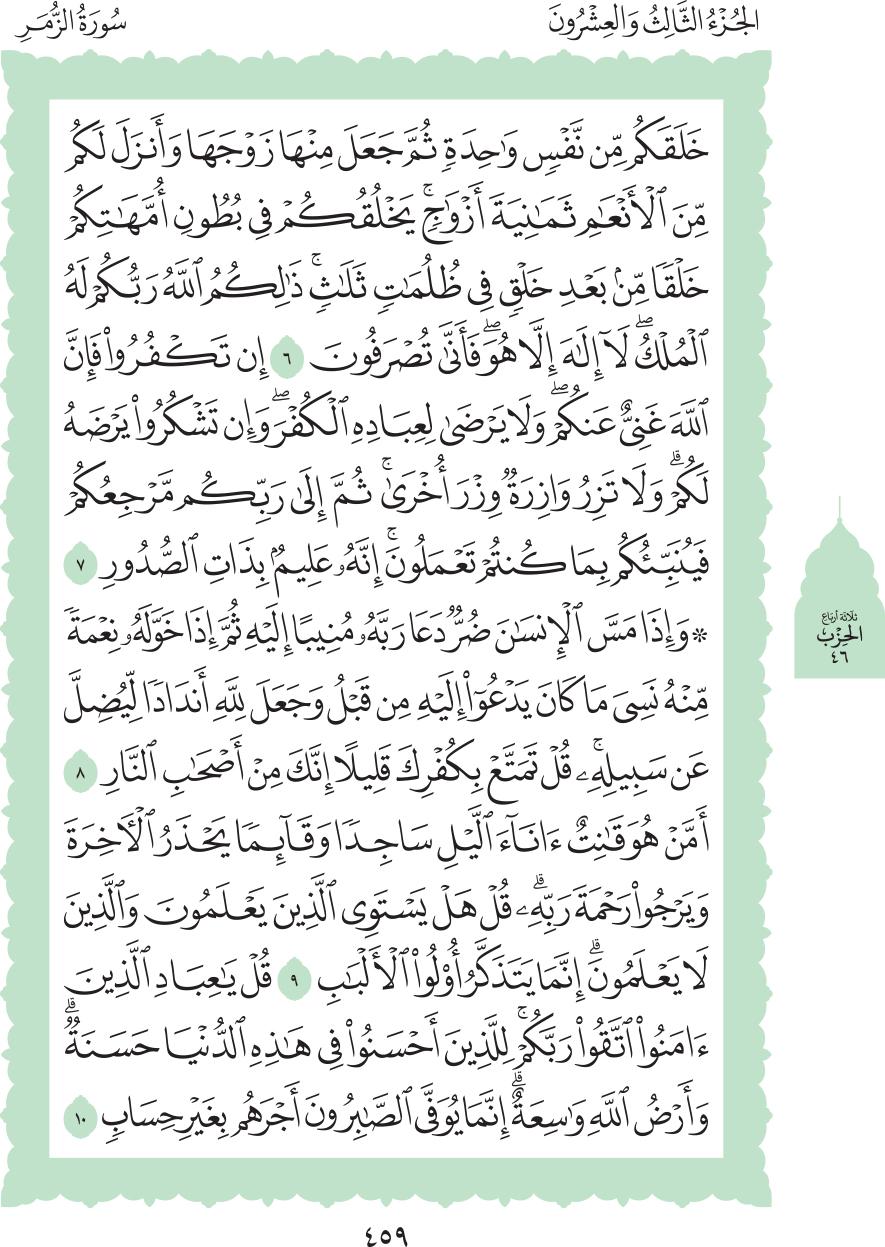 الجُزْءُ الثَّالِثُ وَالعِشْرُونَ
سُورَةُ الزُّمَرِ
خَلَقَكُم مِّن نَّفْسٖ وَٰحِدَةٖ ثُمَّ جَعَلَ مِنْهَا زَوْجَهَا وَأَنزَلَ لَكُم
مِّنَ ٱلْأَنْعَٰمِ ثَمَٰنِيَةَ أَزْوَٰجٖۚ يَخْلُقُكُمْ فِي بُطُونِ أُمَّهَٰتِكُمْ
خَلْقٗا مِّنۢ بَعْدِ خَلْقٖ فِي ظُلُمَٰتٖ ثَلَٰثٖۚ ذَٰلِكُمُ ٱللَّهُ رَبُّكُمْ لَهُ
ٱلْمُلْكُۖ لَآ إِلَٰهَ إِلَّا هُوَۖ فَأَنَّىٰ تُصْرَفُونَ ٦ إِن تَكْفُرُوا۟ فَإِنَّ
ٱللَّهَ غَنِيٌّ عَنكُمْۖ وَلَا يَرْضَىٰ لِعِبَادِهِ ٱلْكُفْرَۖ وَإِن تَشْكُرُوا۟ يَرْضَهُ
لَكُمْۗ وَلَا تَزِرُ وَازِرَةٞ وِزْرَ أُخْرَىٰۚ ثُمَّ إِلَىٰ رَبِّكُم مَّرْجِعُكُمْ
فَيُنَبِّئُكُم بِمَا كُنتُمْ تَعْمَلُونَۚ إِنَّهُۥ عَلِيمُۢ بِذَاتِ ٱلصُّدُورِ ٧
۞وَإِذَا مَسَّ ٱلْإِنسَٰنَ ضُرّٞ دَعَا رَبَّهُۥ مُنِيبًا إِلَيْهِ ثُمَّ إِذَا خَوَّلَهُۥ نِعْمَةٗ
مِّنْهُ نَسِيَ مَا كَانَ يَدْعُوٓا۟ إِلَيْهِ مِن قَبْلُ وَجَعَلَ لِلَّهِ أَندَادٗا لِّيُضِلَّ
عَن سَبِيلِهِۦۚ قُلْ تَمَتَّعْ بِكُفْرِكَ قَلِيلًا إِنَّكَ مِنْ أَصْحَٰبِ ٱلنَّارِ ٨
أَمَّنْ هُوَ قَٰنِتٌ ءَانَآءَ ٱلَّيْلِ سَاجِدٗا وَقَآئِمٗا يَحْذَرُ ٱلْأٓخِرَةَ
وَيَرْجُوا۟ رَحْمَةَ رَبِّهِۦۗ قُلْ هَلْ يَسْتَوِي ٱلَّذِينَ يَعْلَمُونَ وَٱلَّذِينَ
لَا يَعْلَمُونَۗ إِنَّمَا يَتَذَكَّرُ أُو۟لُوا۟ ٱلْأَلْبَٰبِ ٩ قُلْ يَٰعِبَادِ ٱلَّذِينَ
ءَامَنُوا۟ ٱتَّقُوا۟ رَبَّكُمْۚ لِلَّذِينَ أَحْسَنُوا۟ فِي هَٰذِهِ ٱلدُّنْيَا حَسَنَةٞۗ
وَأَرْضُ ٱللَّهِ وَٰسِعَةٌۗ إِنَّمَا يُوَفَّى ٱلصَّٰبِرُونَ أَجْرَهُم بِغَيْرِ حِسَابٖ ١٠
ثلاثة أرباع
الحِزْب
٤٦
٤٥٩